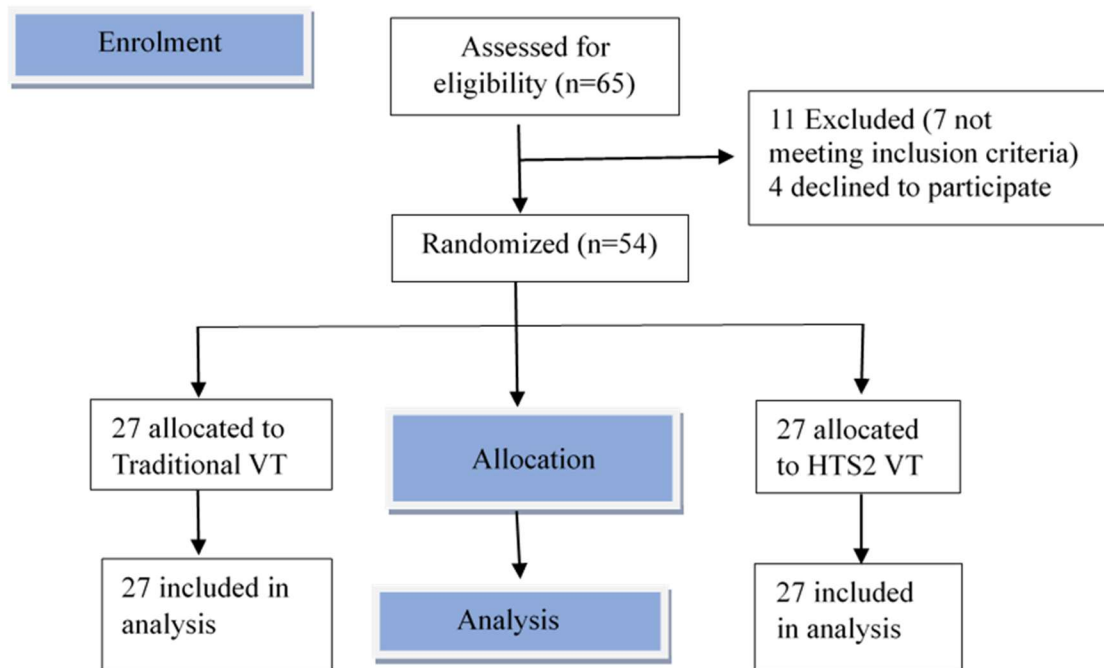 Enrolment
Assessed for
eligibility (n=65)
11 Excluded (7 not
meeting inclusion criteria)
4 declined to participate
Randomized (n=54)
27 allocated to
Traditional VT
Allocation
27 allocated
to HTS2 VT
27 included in
analysis
Analysis
27 included
in analysis